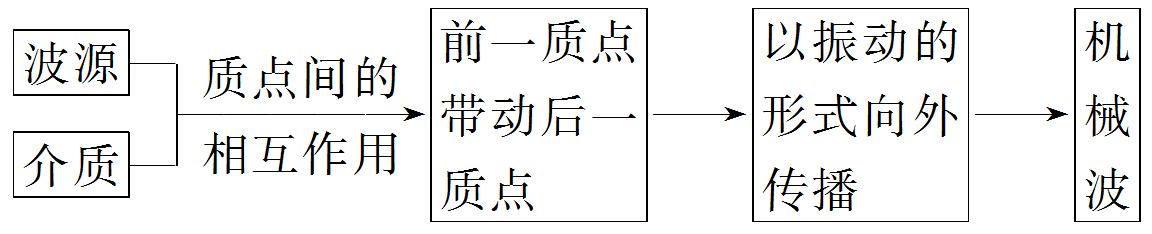 波源
介质
质点间的
相互作用
前一质点
带动后一
质点
以振动的
形式向外
传播
机
械
波